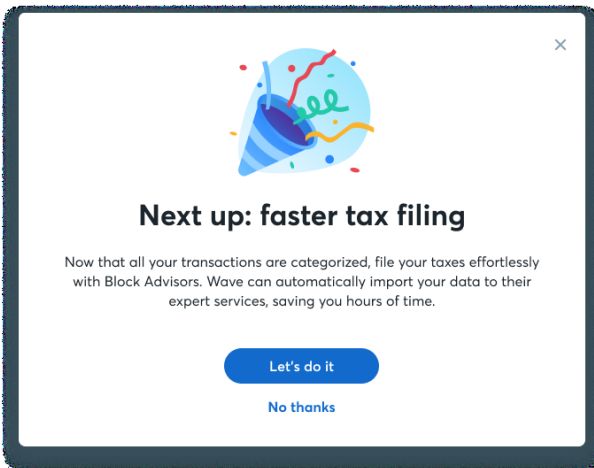 Next up: faster tax filing
Now that all your transactions are categorized, file your taxes effortlessly
with Block Advisors. Wave can automatically import your data to their
expert services, saving you hours of time.
Let's do it
No thanks